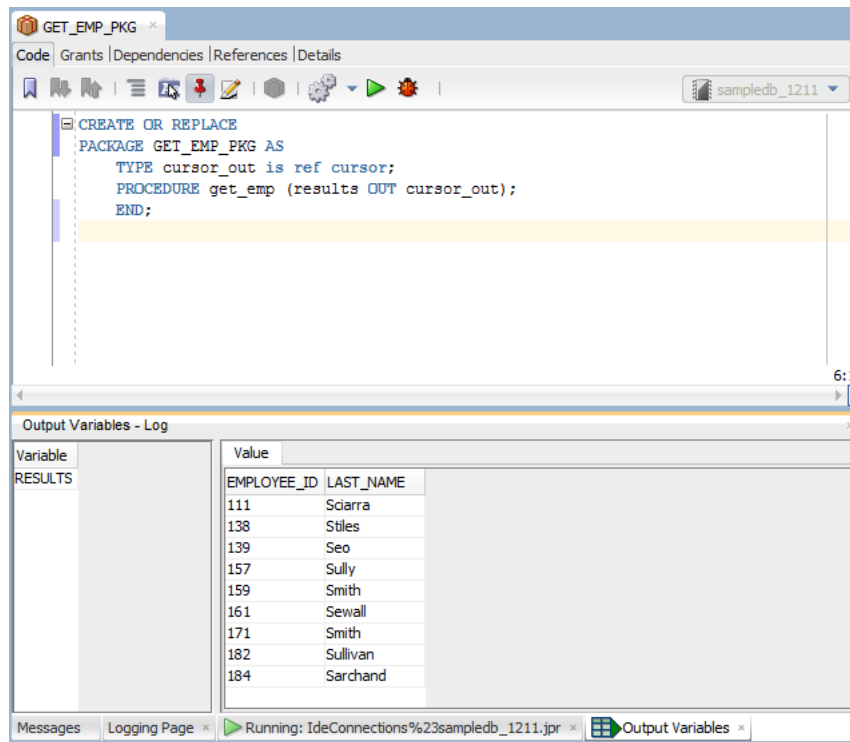 GET_EMP_PKG
Code Grants Dependencies References Details
sampledb_1211
CREATE OR REPLACE
PACKAGE GET_EMP_PKG AS
TYPE cursor_out is ref cursor;
PROCEDURE get_emp (results OUT cursor_out);
END;
6:
Output Variables - Log
Variable
RESULTS
Value
EMPLOYEE_ID LAST_NAME
111 Sciarra
138 Stiles
139 Seo
157 Sully
159 Smith
161 Sewall
171 Smith
182 Sullivan
184 Sarchand
Messages Logging Page Running: IdeConnections%23sampledb_1211.jpr Output Variables